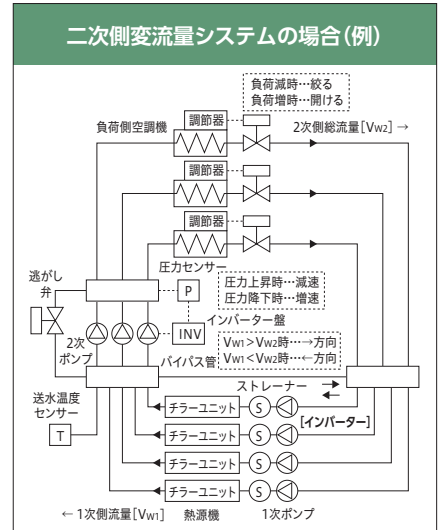 二次側変流量システムの場合(例)
負荷減時…絞る
負荷増時…開ける
調節器
負荷側空調機
2次側総流量[VW2] →
調節器
調節器
圧力センサー
逃がし
弁
P
圧力上昇時…減速
圧力降下時…増速
インバーター盤
INV
2次
ポンプ
VW1>VW2時…→方向
VW1<VW2時…←方向
バイパス管
ストレーナー
送水温度
センサー
T
チラーユニット
S
[インバーター]
チラーユニット
S
チラーユニット
S
チラーユニット
S
← 1次側流量[VW1]
熱源機
1次ポンプ